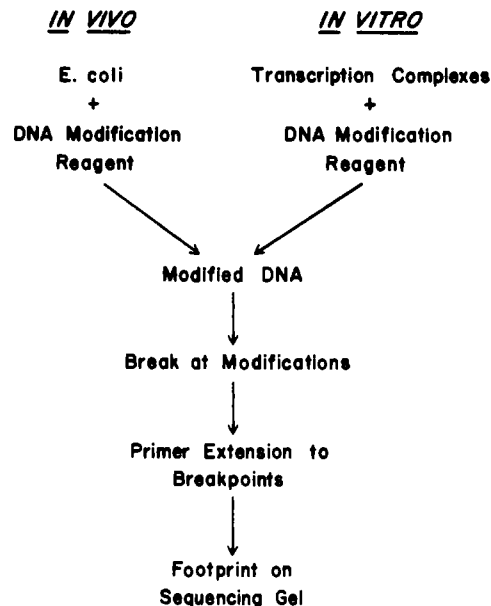 IN VIVO
IN VITRO
E. coli
+
DNA Modification
Reagent
Transcription Complexes
+
DNA Modification
Reagent
Modified DNA
Break at Modifications
Primer Extension to
Breakpoints
Footprint on
Sequencing Gel